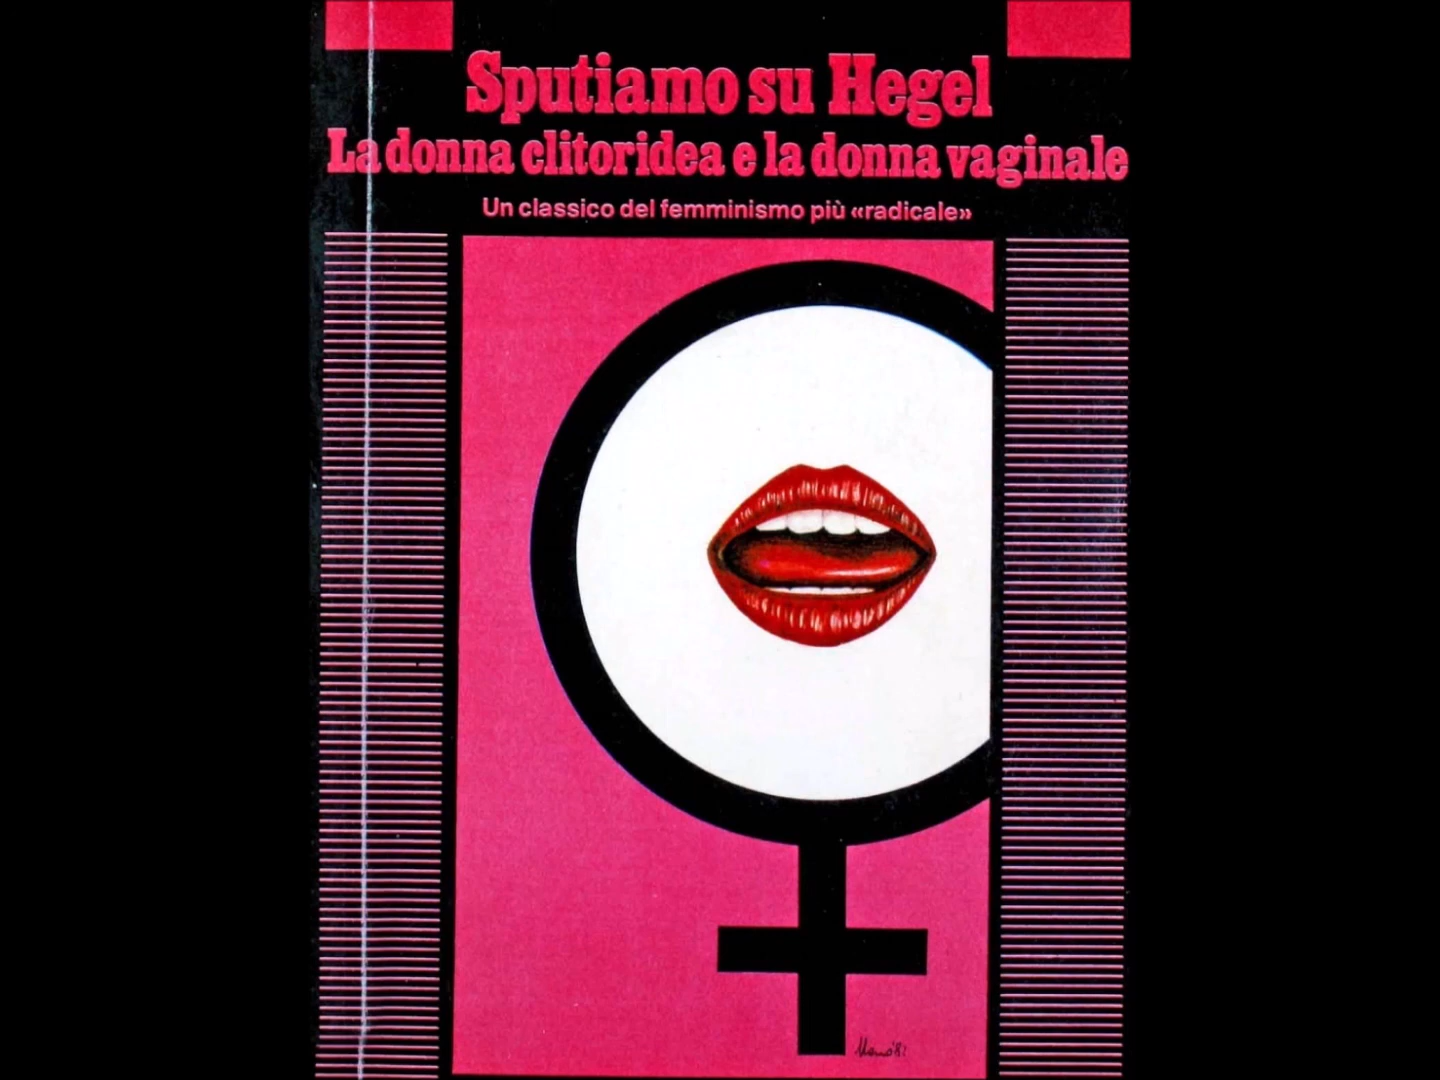 Sputiamo su Hegel
La donna clitoridea e la donna vaginale
Un classico del femminismo più «radicale»